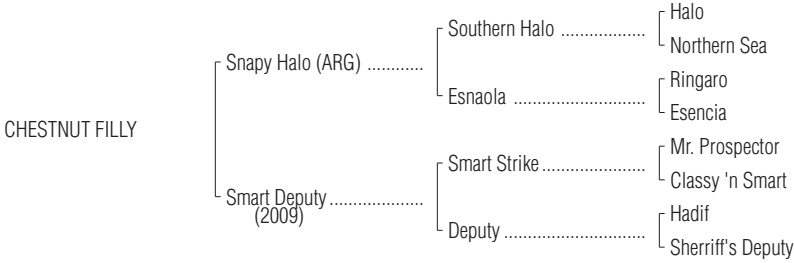 Halo
Southern Halo ..................
Northern Sea
Snapy Halo (ARG) ............
Ringaro
Esnaola ............................
Esencia
CHESTNUT FILLY
Mr. Prospector
Smart Strike......................
Classy 'n Smart
Smart Deputy....................
(2009)
Hadif
Deputy ..............................
Sherriff's Deputy